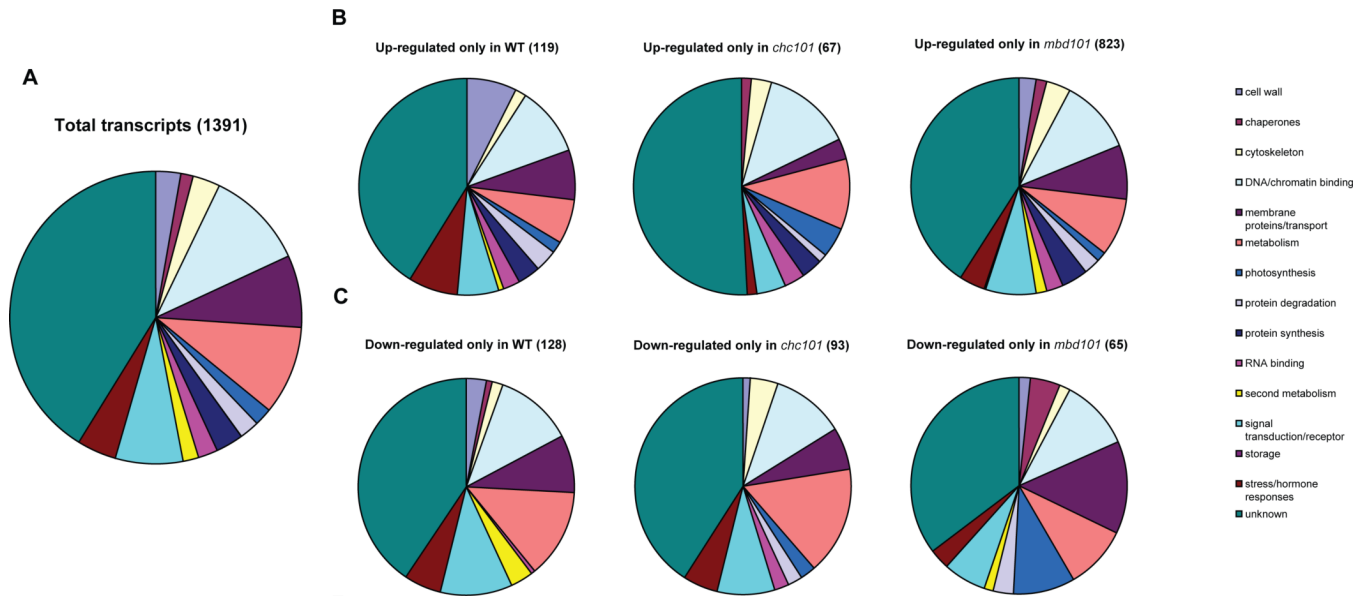 A
Total transcripts (1391)
B
Up-regulated only in WT (119)
Up-regulated only in chc101 (67)
Up-regulated only in mbd101 (823)
C
Down-regulated only in WT (128)
Down-regulated only in chc101 (93)
Down-regulated only in mbd101 (65)
cell wall
chaperones
cytoskeleton
DNA/chromatin binding
membrane
proteins/transport
metabolism
photosynthesis
protein degradation
protein synthesis
RNA binding
second metabolism
signal
transduction/receptor
storage
stress/hormone
responses
unknown